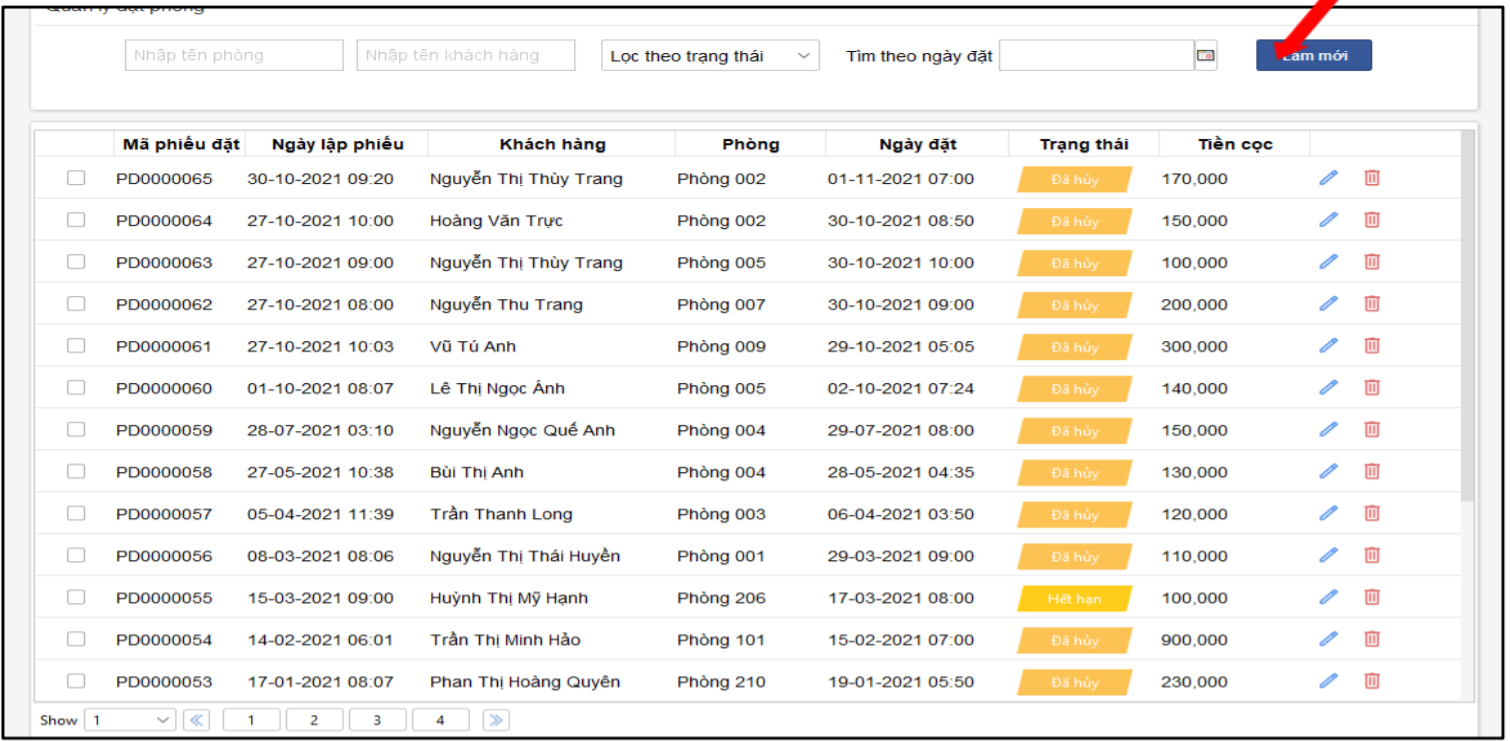 Quản lý đặt phòng
Nhập tên phòng Nhập tên khách hàng Lọc theo trạng thái Tìm theo ngày đặt Làm mới
Mã phiếu đặt Ngày lập phiếu Khách hàng Phòng Ngày đặt Trạng thái Tiền cọc
PD0000065 30-10-2021 09:20 Nguyễn Thị Thùy Trang Phòng 002 01-11-2021 07:00 Đã hủy 170,000
PD0000064 27-10-2021 10:00 Hoàng Văn Trực Phòng 002 30-10-2021 08:50 Đã hủy 150,000
PD0000063 27-10-2021 09:00 Nguyễn Thị Thùy Trang Phòng 005 30-10-2021 10:00 Đã hủy 100,000
PD0000062 27-10-2021 08:00 Nguyễn Thu Trang Phòng 007 30-10-2021 09:00 Đã hủy 200,000
PD0000061 27-10-2021 10:03 Vũ Tú Anh Phòng 009 29-10-2021 05:05 Đã hủy 300,000
PD0000060 01-10-2021 08:07 Lê Thị Ngọc Ánh Phòng 005 02-10-2021 07:24 Đã hủy 140,000
PD0000059 28-07-2021 03:10 Nguyễn Ngọc Quế Anh Phòng 004 29-07-2021 08:00 Đã hủy 150,000
PD0000058 27-05-2021 10:38 Bùi Thị Anh Phòng 004 28-05-2021 04:35 Đã hủy 130,000
PD0000057 05-04-2021 11:39 Trần Thanh Long Phòng 003 06-04-2021 03:50 Đã hủy 120,000
PD0000056 08-03-2021 08:06 Nguyễn Thị Thái Huyền Phòng 001 29-03-2021 09:00 Đã hủy 110,000
PD0000055 15-03-2021 09:00 Huỳnh Thị Mỹ Hạnh Phòng 206 17-03-2021 08:00 Hết hạn 100,000
PD0000054 14-02-2021 06:01 Trần Thị Minh Hảo Phòng 101 15-02-2021 07:00 Đã hủy 900,000
PD0000053 17-01-2021 08:07 Phan Thị Hoàng Quyên Phòng 210 19-01-2021 05:50 Đã hủy 230,000
Show 1 1 2 3 4